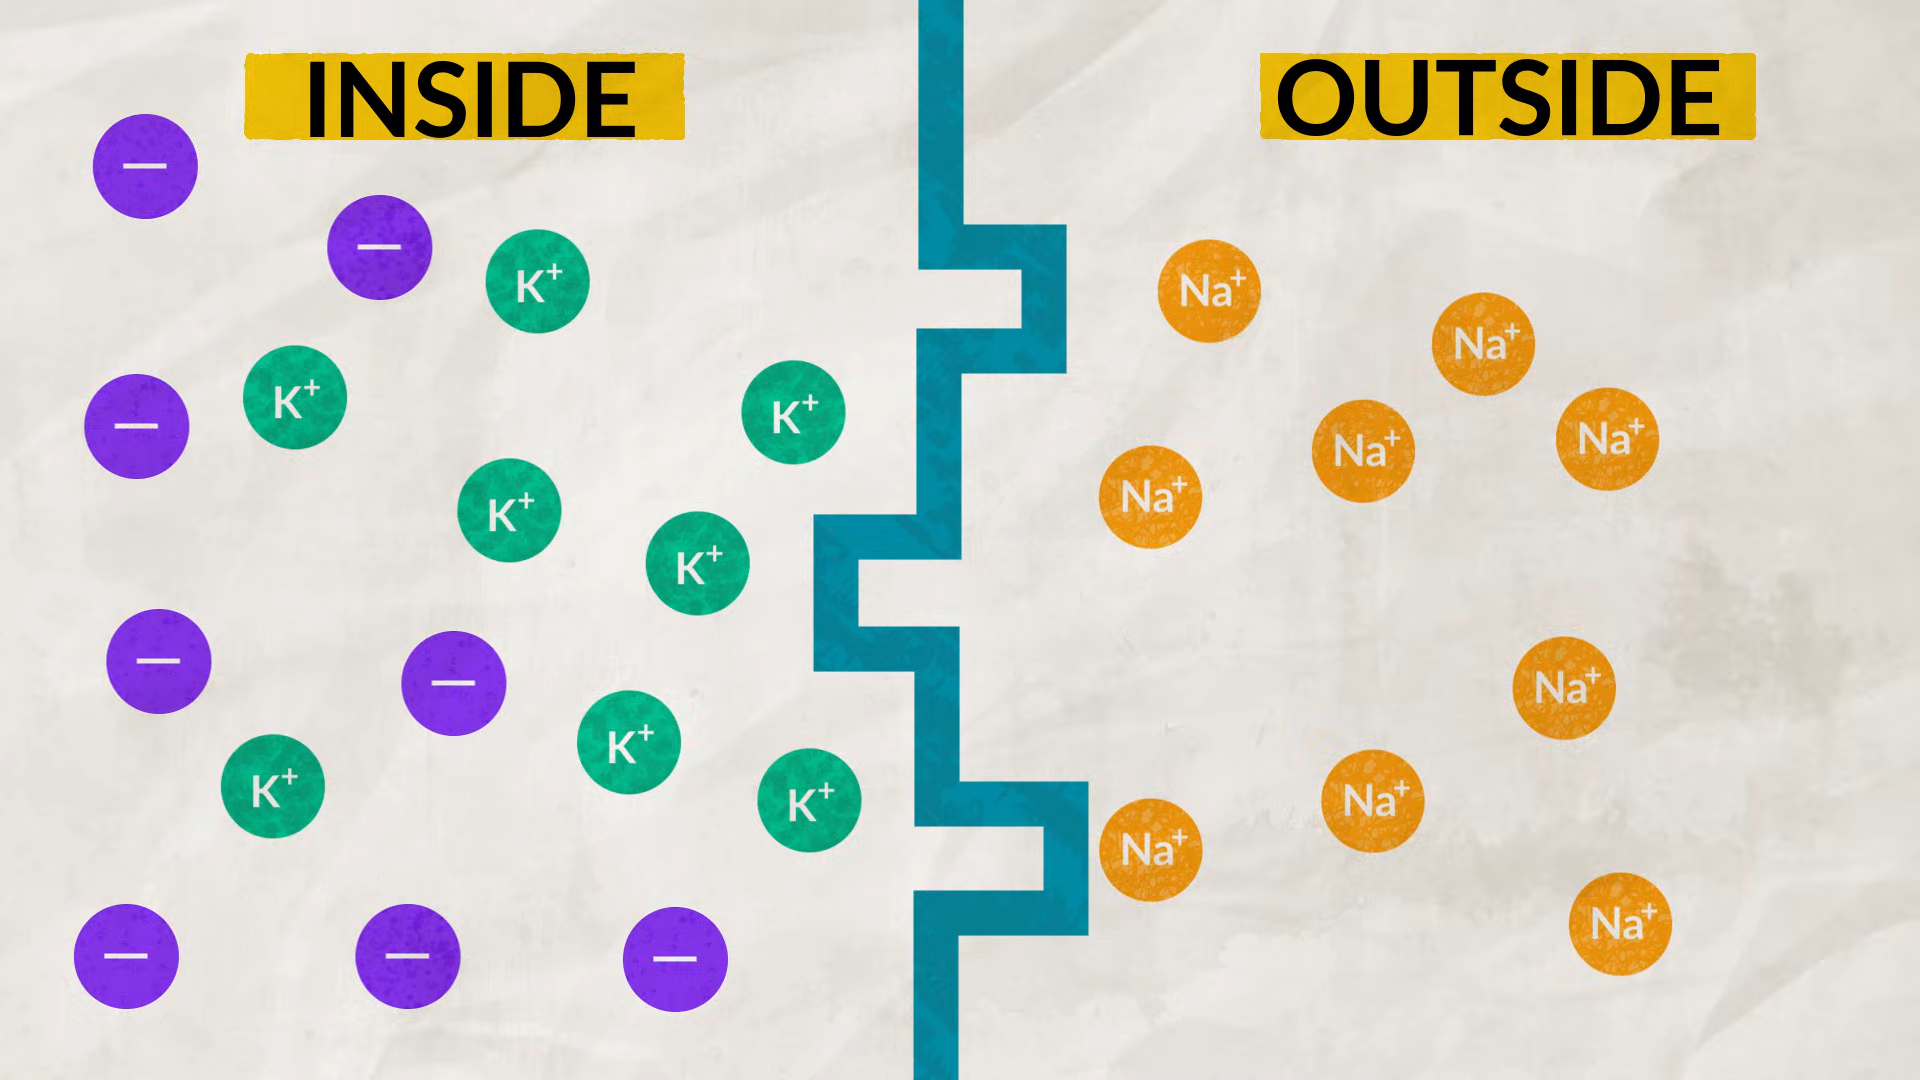 INSIDE
OUTSIDE
—
—
K⁺
Na⁺
Na⁺
K⁺
K⁺
—
Na⁺
Na⁺
Na⁺
K⁺
K⁺
—
—
Na⁺
K⁺
K⁺
K⁺
Na⁺
Na⁺
—
—
—
Na⁺